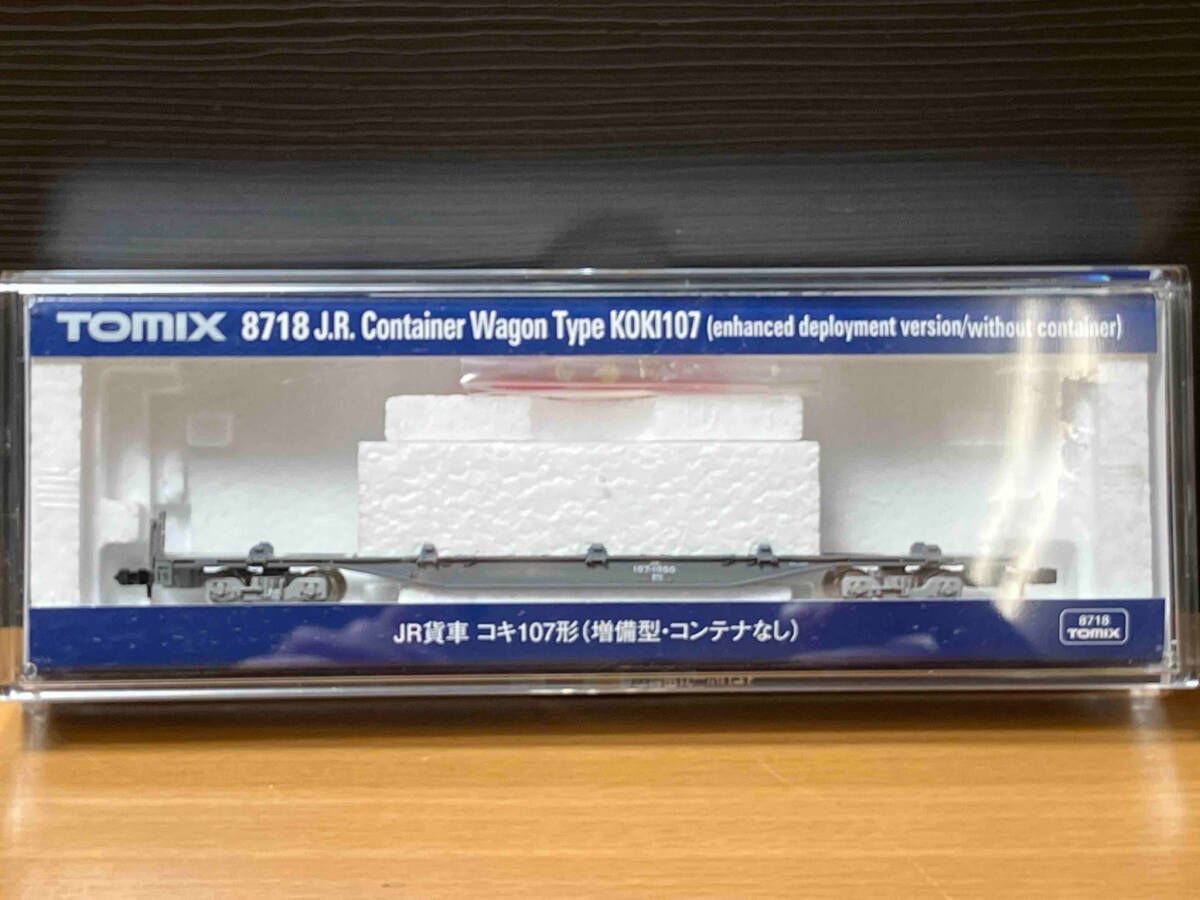 TOMIX 8718 J.R. Container Wagon Type KOKI107 (enhanced deployment version/without container)
JR貨車 コキ107形(増備型・コンテナなし)
8718
TOMIX